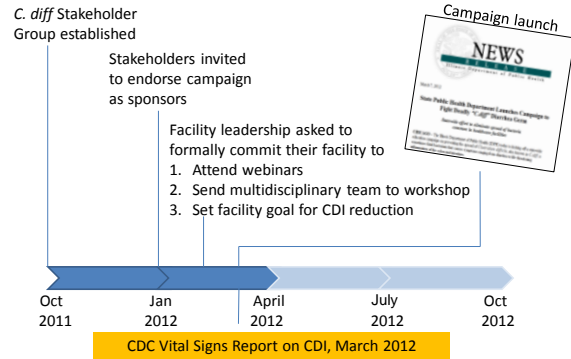 C. diff Stakeholder
Group established
Stakeholders invited
to endorse campaign
as sponsors
Facility leadership asked to
formally commit their facility to
1. Attend webinars
2. Send multidisciplinary team to workshop
3. Set facility goal for CDI reduction
Campaign launch
NEWS
State Public Health Department Launches Campaign to
Fight Deadly "C.diff" Diarrhea Germ
Oct
2011
Jan
2012
April
2012
July
2012
Oct
2012
CDC Vital Signs Report on CDI, March 2012